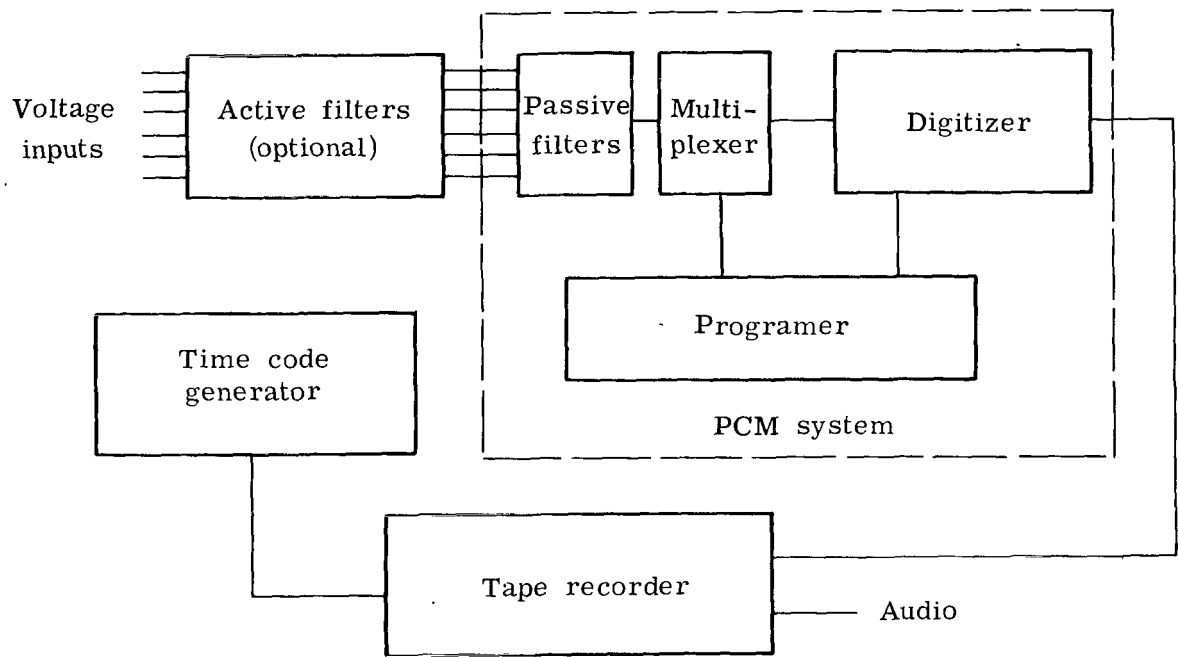 Voltage
inputs
Active filters
(optional)
Passive
filters
Multi-
plexer
Digitizer
Programer
PCM system
Time code
generator
Tape recorder
Audio